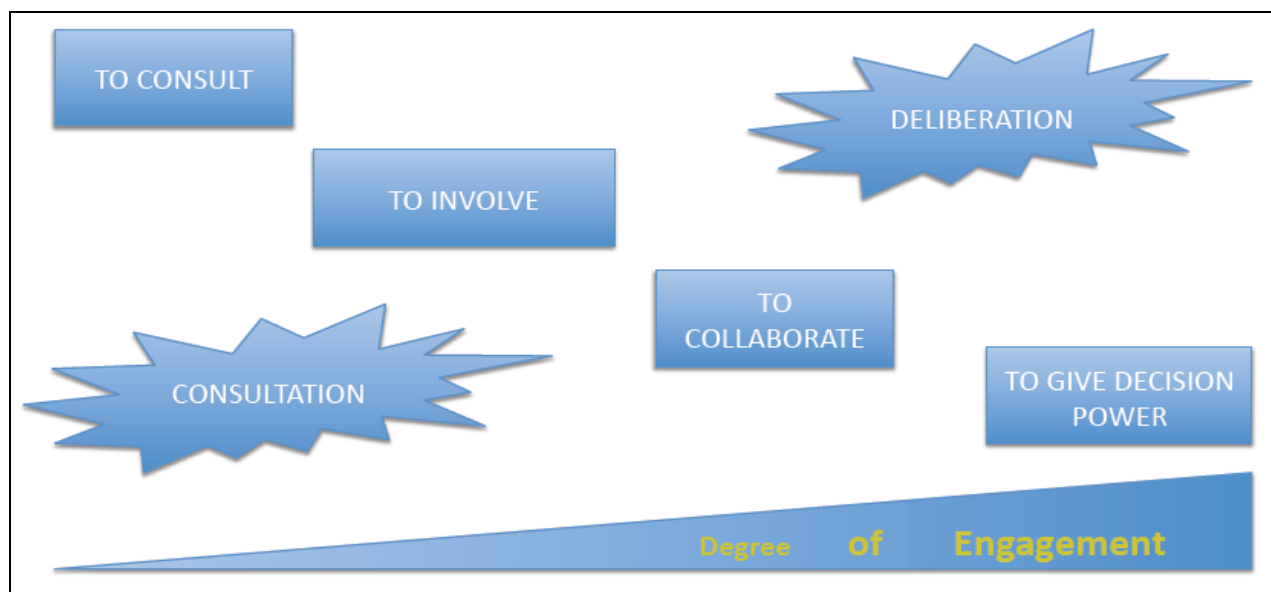 TO CONSULT
DELIBERATION
TO INVOLVE
TO
COLLABORATE
CONSULTATION
TO GIVE DECISION
POWER
Degree of Engagement